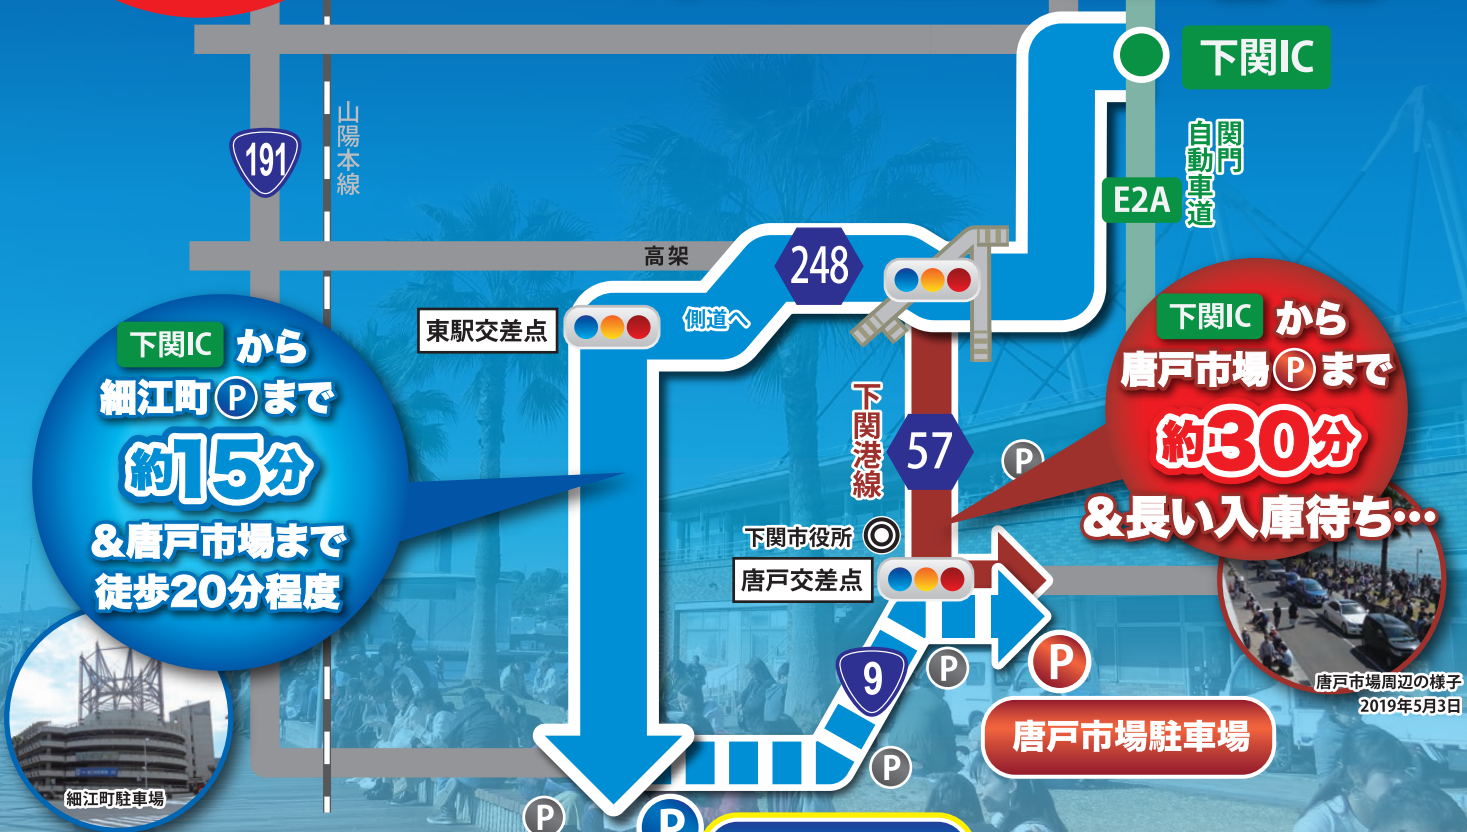 下関IC
関門
自動車道
E2A
191
山陽本線
高架
248
側道へ
東駅交差点
下関ICから
細江町Pまで
約15分
&唐戸市場まで
徒歩20分程度
細江町駐車場
下関ICから
唐戸市場Pまで
約30分
&長い入庫待ち…
唐戸市場周辺の様子
2019年5月3日
下関港線
57
P
下関市役所
唐戸交差点
9
P
P
唐戸市場駐車場
P
P
P